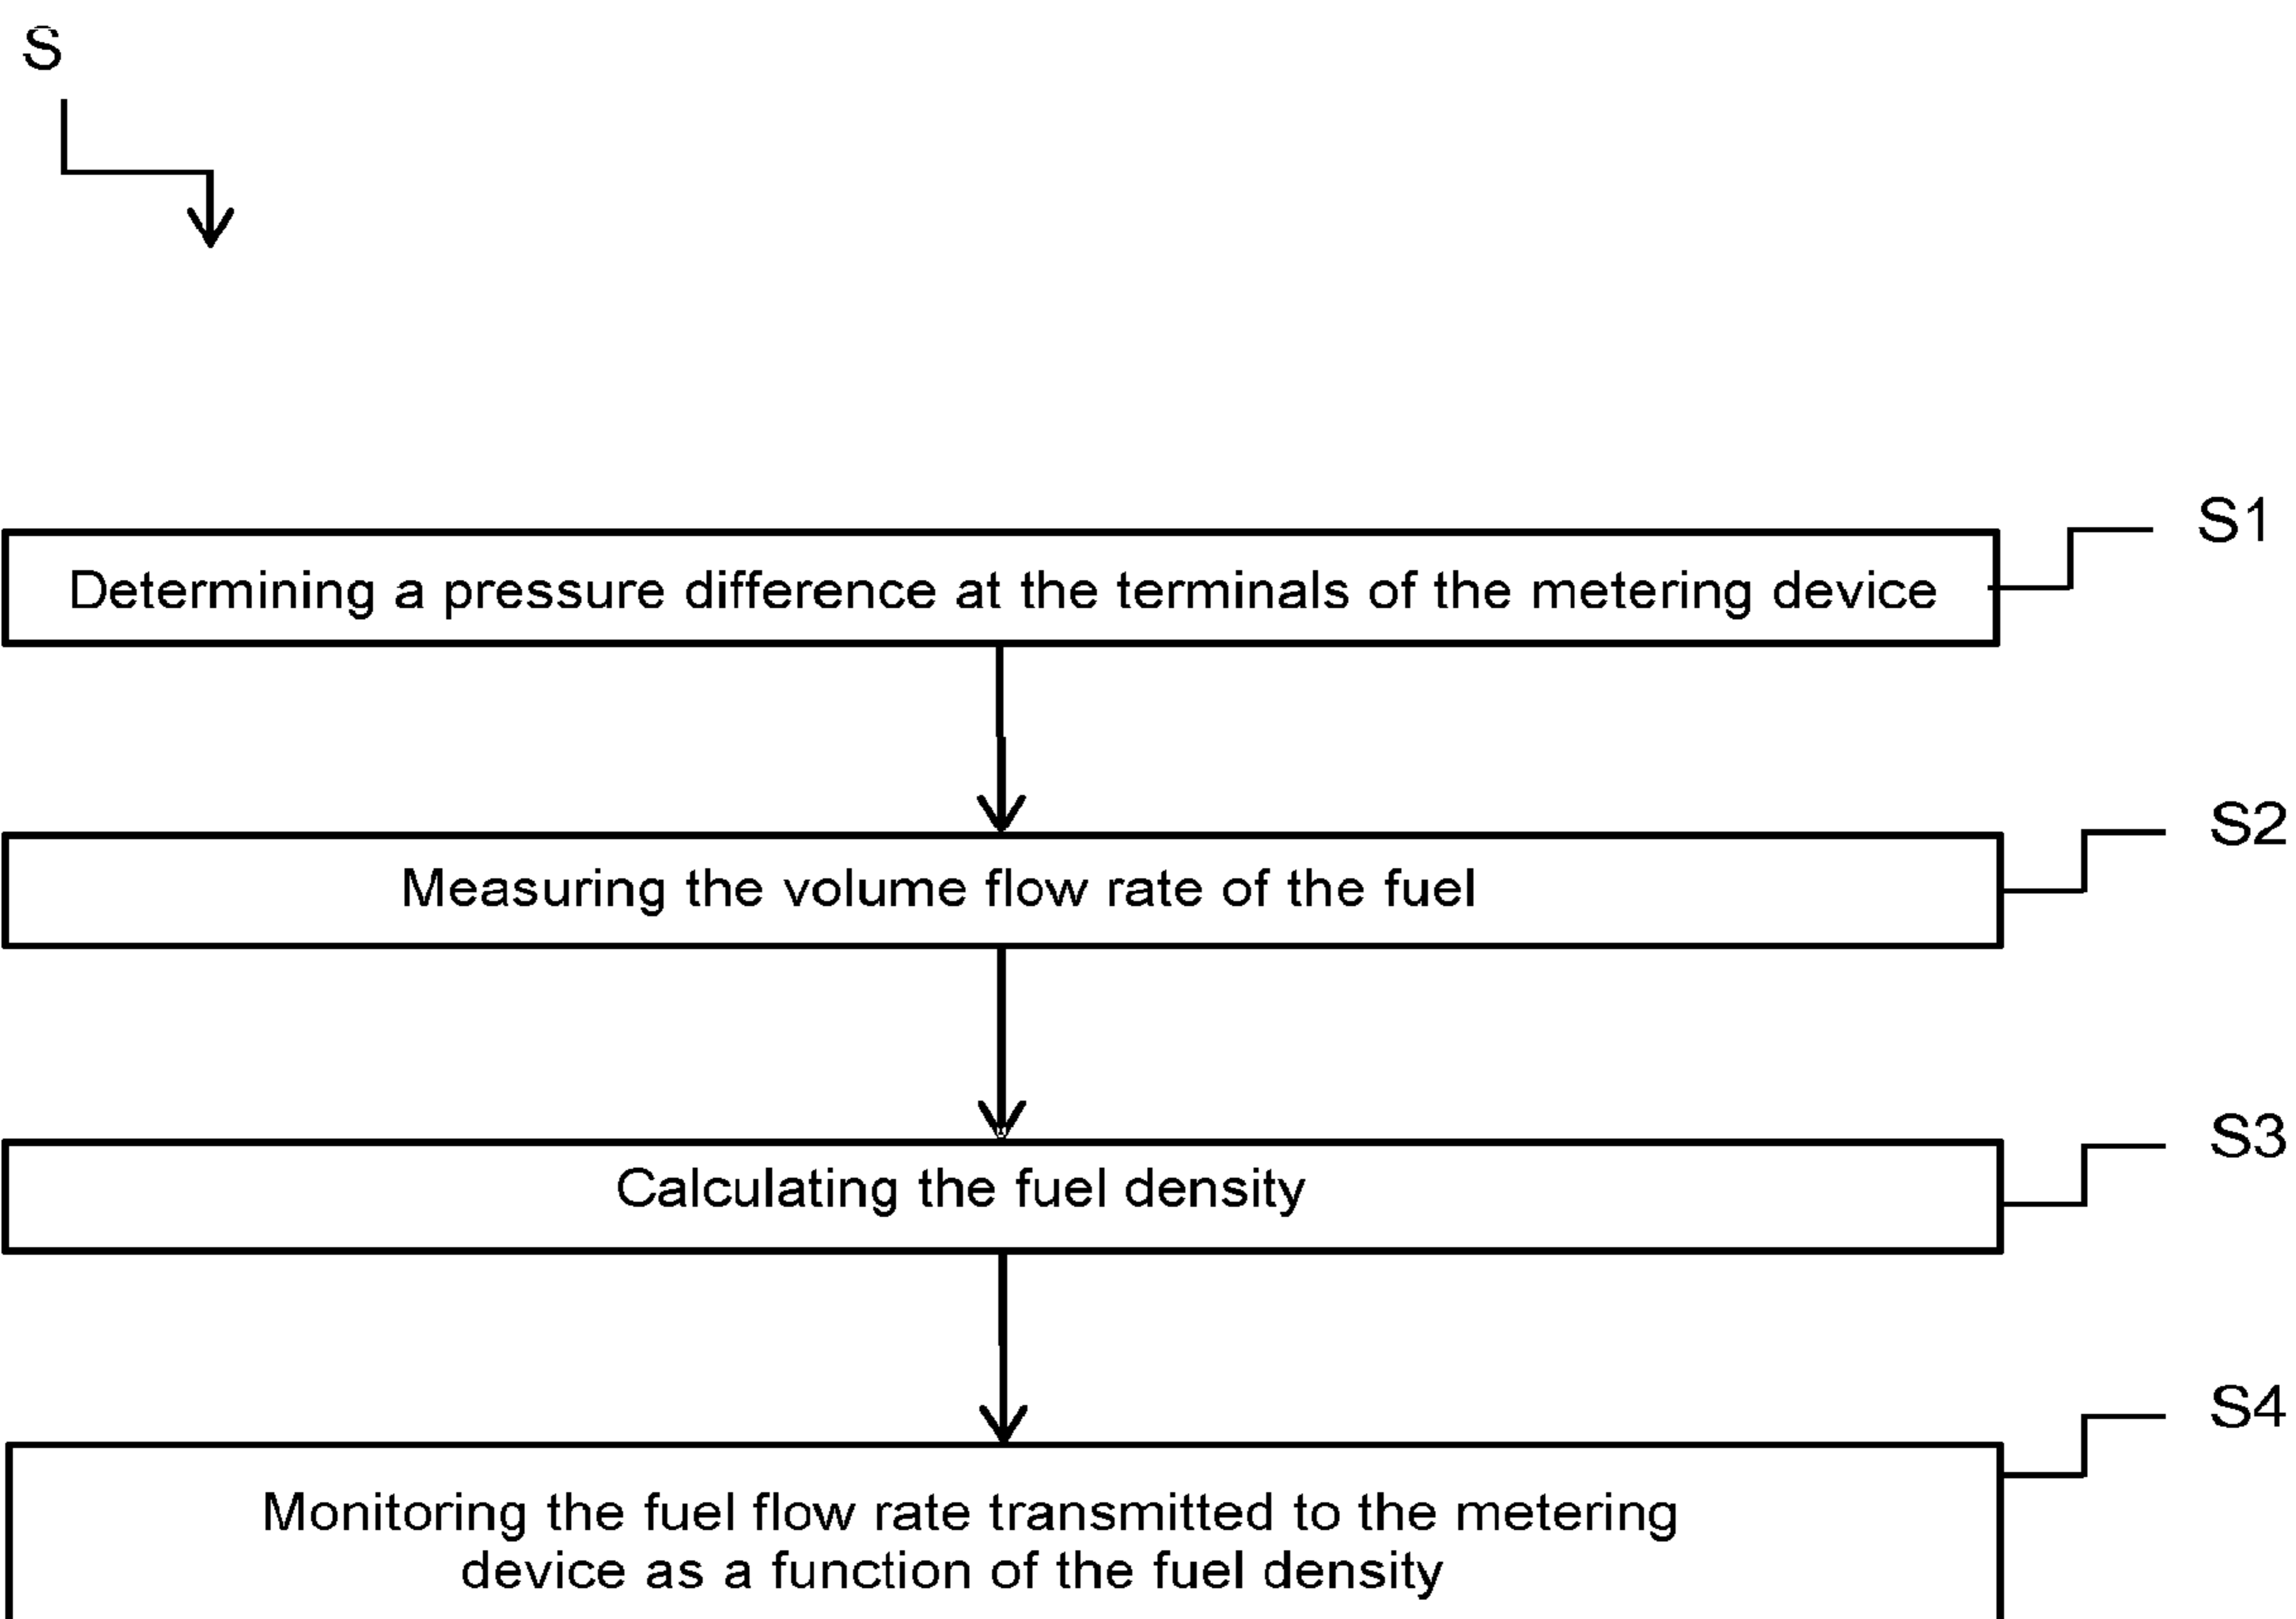 S
S1
Determining a pressure difference at the terminals of the metering device
S2
Measuring the volume flow rate of the fuel
S3
Calculating the fuel density
S4
Monitoring the fuel flow rate transmitted to the metering
device as a function of the fuel density